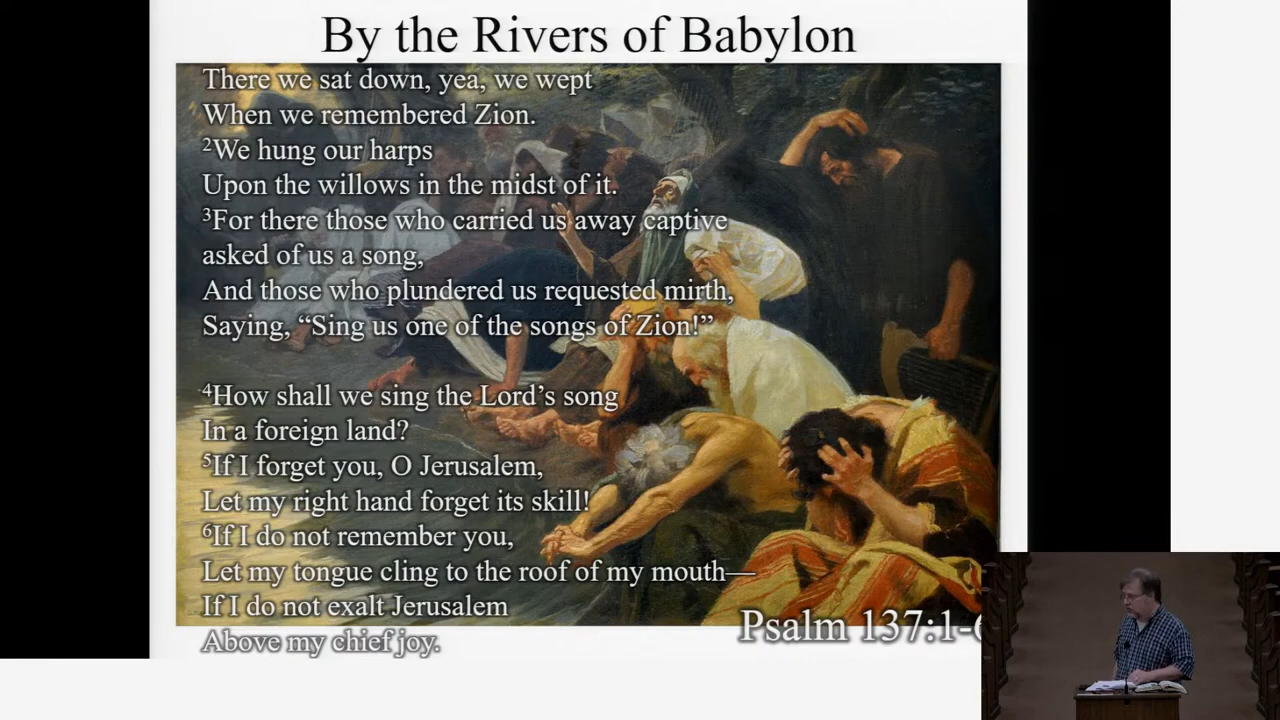 By the Rivers of Babylon
There we sat down, yea, we wept
When we remembered Zion.
²We hung our harps
Upon the willows in the midst of it.
³For there those who carried us away captive
asked of us a song,
And those who plundered us requested mirth,
Saying, “Sing us one of the songs of Zion!”
⁴How shall we sing the Lord’s song
In a foreign land?
⁵If I forget you, O Jerusalem,
Let my right hand forget its skill!
⁶If I do not remember you,
Let my tongue cling to the roof of my mouth—
If I do not exalt Jerusalem
Above my chief joy.
Psalm 137:1-6